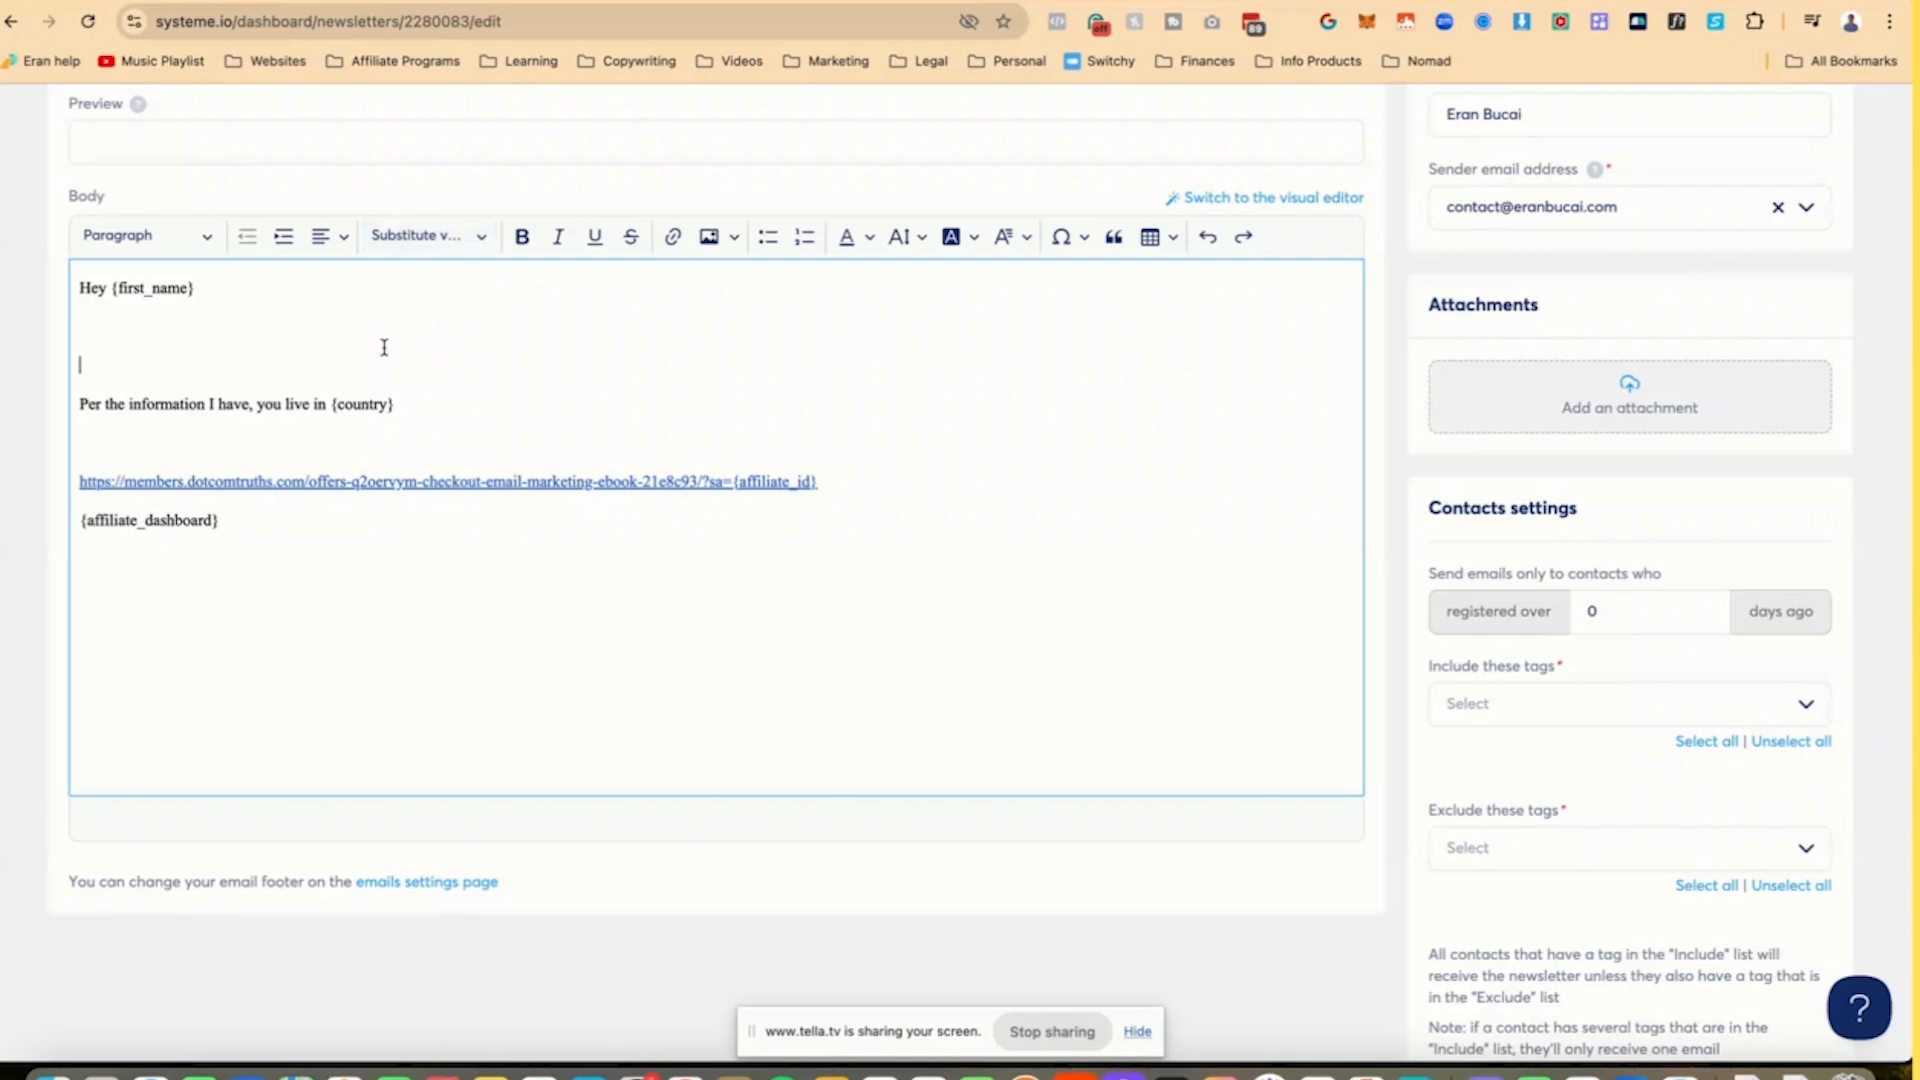 systeme.io/dashboard/newsletters/2280083/edit
off
89
Eran help
Music Playlist
Websites
Affiliate Programs
Learning
Copywriting
Videos
Marketing
Legal
Personal
Switchy
Finances
Info Products
Nomad
All Bookmarks
Preview ?
Body
Switch to the visual editor
Paragraph
Substitute v...
Hey {first_name}
Per the information I have, you live in {country}
https://members.dotcomtruths.com/offers-q2oervym-checkout-email-marketing-ebook-21e8c93/?sa={affiliate_id}
{affiliate_dashboard}
You can change your email footer on the emails settings page
Eran Bucai
Sender email address ? *
contact@eranbucai.com
Attachments
Add an attachment
Contacts settings
Send emails only to contacts who
registered over 0 days ago
Include these tags *
Select
Select all | Unselect all
Exclude these tags *
Select
Select all | Unselect all
All contacts that have a tag in the "Include" list will
receive the newsletter unless they also have a tag that is
in the "Exclude" list
Note: if a contact has several tags that are in the
"Include" list, they'll only receive one email
?
www.tella.tv is sharing your screen.
Stop sharing
Hide